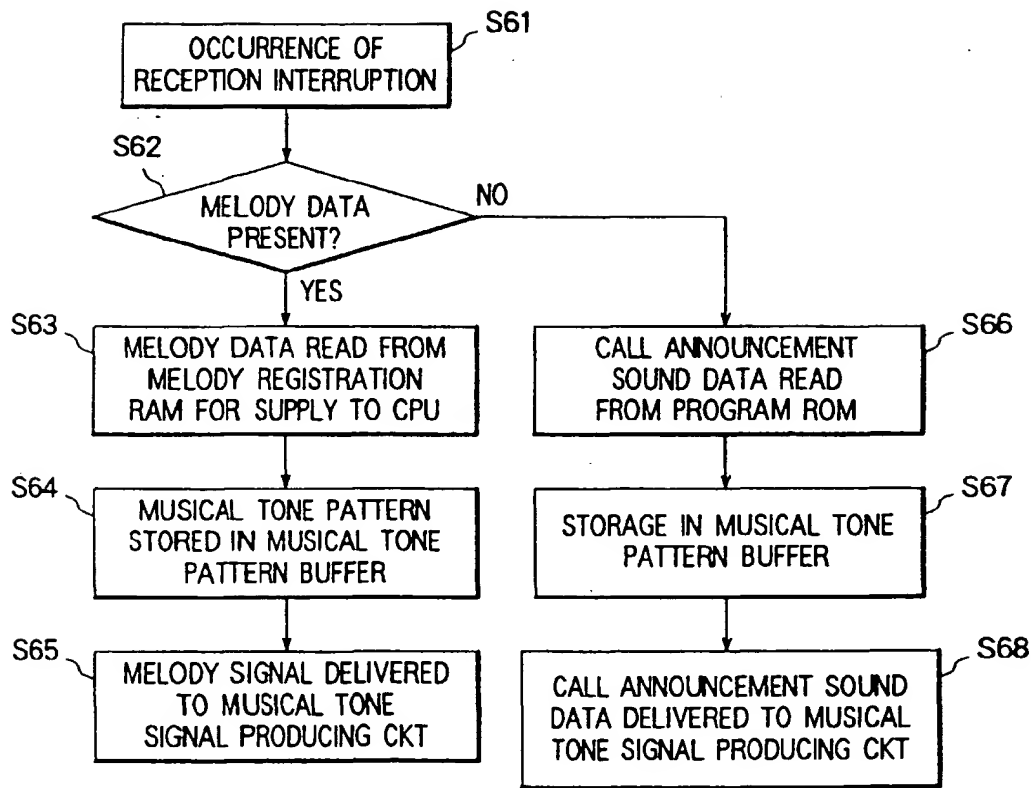 S61
OCCURRENCE OF
RECEPTION INTERRUPTION
S62
MELODY DATA
PRESENT?
NO
YES
S63
MELODY DATA READ FROM
MELODY REGISTRATION
RAM FOR SUPPLY TO CPU
S66
CALL ANNOUNCEMENT
SOUND DATA READ
FROM PROGRAM ROM
S64
MUSICAL TONE PATTERN
STORED IN MUSICAL TONE
PATTERN BUFFER
S67
STORAGE IN MUSICAL TONE
PATTERN BUFFER
S65
MELODY SIGNAL DELIVERED
TO MUSICAL TONE
SIGNAL PRODUCING CKT
S68
CALL ANNOUNCEMENT SOUND
DATA DELIVERED TO MUSICAL
TONE SIGNAL PRODUCING CKT